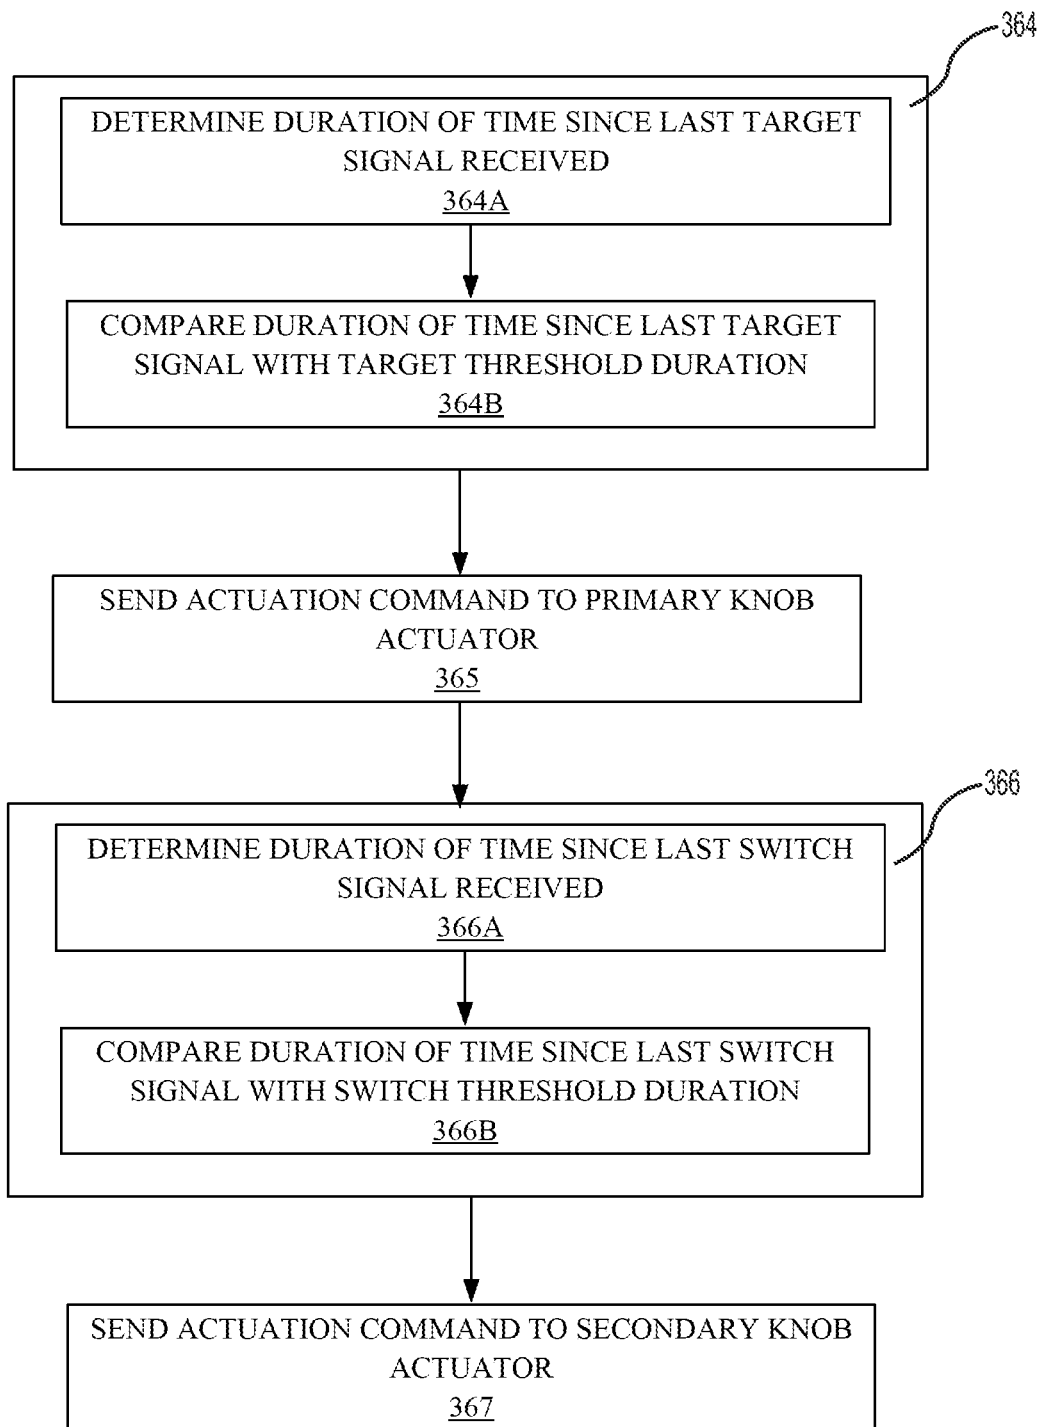 364
DETERMINE DURATION OF TIME SINCE LAST TARGET
SIGNAL RECEIVED
364A
COMPARE DURATION OF TIME SINCE LAST TARGET
SIGNAL WITH TARGET THRESHOLD DURATION
364B
SEND ACTUATION COMMAND TO PRIMARY KNOB
ACTUATOR
365
366
DETERMINE DURATION OF TIME SINCE LAST SWITCH
SIGNAL RECEIVED
366A
COMPARE DURATION OF TIME SINCE LAST SWITCH
SIGNAL WITH SWITCH THRESHOLD DURATION
366B
SEND ACTUATION COMMAND TO SECONDARY KNOB
ACTUATOR
367